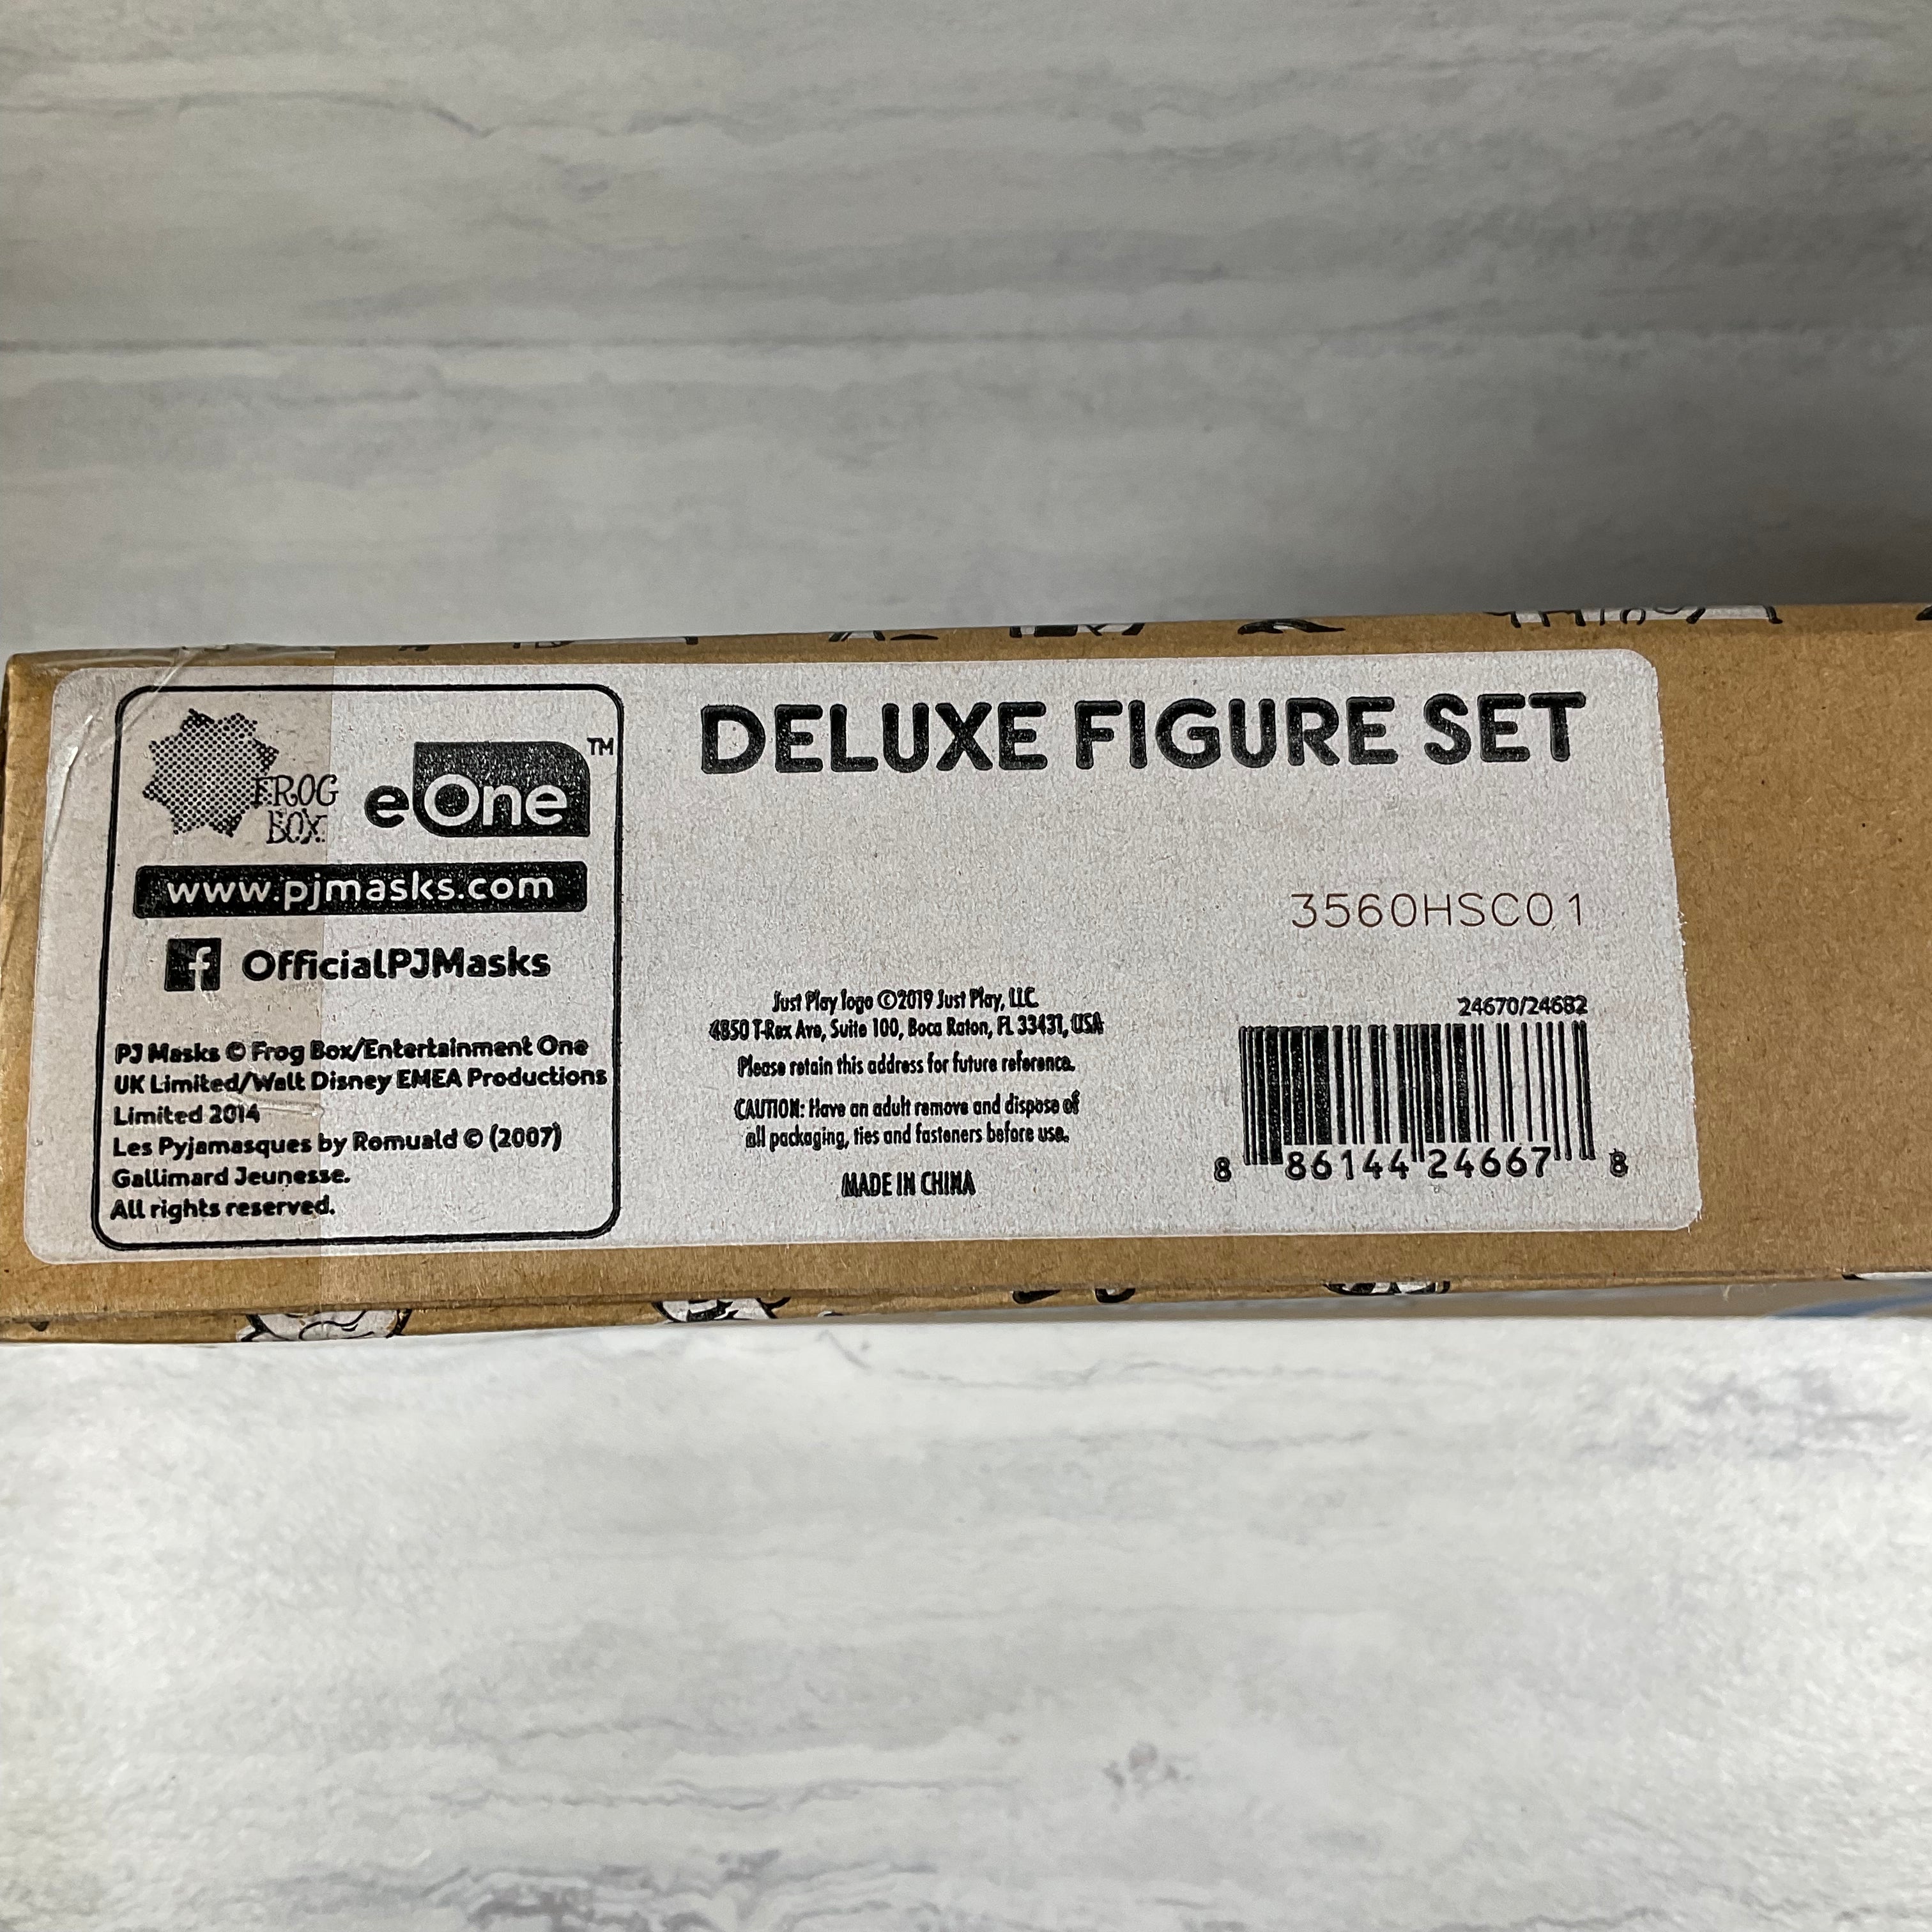 FROG
BOX
eOne™
www.pjmasks.com
f OfficialPJMasks
PJ Masks © Frog Box/Entertainment One
UK Limited/Walt Disney EMEA Productions
Limited 2014
Les Pyjamasques by Romuald © (2007)
Gallimard Jeunesse.
All rights reserved.
DELUXE FIGURE SET
3560HSC01
Just Play logo ©2019 Just Play, LLC
4850 T-Rex Ave, Suite 100, Boca Raton, FL 33431, USA
Please retain this address for future reference.
CAUTION: Have an adult remove and dispose of
all packaging, ties and fasteners before use.
MADE IN CHINA
24670/24682
8 86144 24667 8